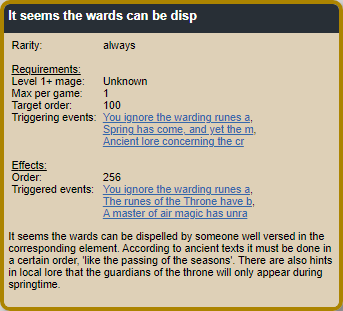 It seems the wards can be disp
Rarity: always
Requirements:
Level 1+ mage: Unknown
Max per game: 1
Target order: 100
Triggering events: You ignore the warding runes a,
Spring has come, and yet the m,
Ancient lore concerning the cr
Effects:
Order: 256
Triggered events: You ignore the warding runes a,
The runes of the Throne have b,
A master of air magic has unra
It seems the wards can be dispelled by someone well versed in the
corresponding element. According to ancient texts it must be done in
a certain order, 'like the passing of the seasons'. There are also hints
in local lore that the guardians of the throne will only appear during
springtime.